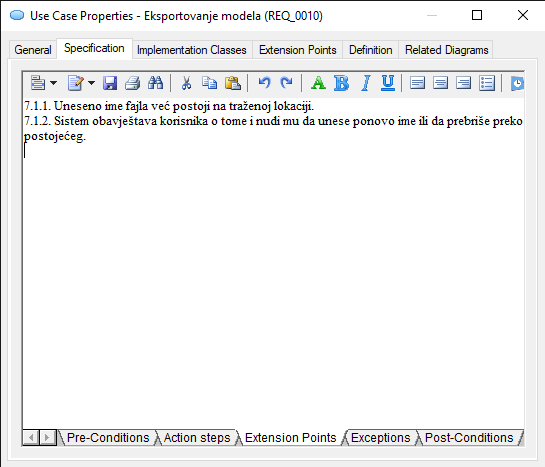 Use Case Properties - Eksportovanje modela (REQ_0010)
General Specification Implementation Classes Extension Points Definition Related Diagrams
A B I U
7.1.1. Uneseno ime fajla već postoji na traženoj lokaciji.
7.1.2. Sistem obavještava korisnika o tome i nudi mu da unese ponovo ime ili da prebriše preko
postojećeg.
Pre-Conditions Action steps Extension Points Exceptions Post-Conditions